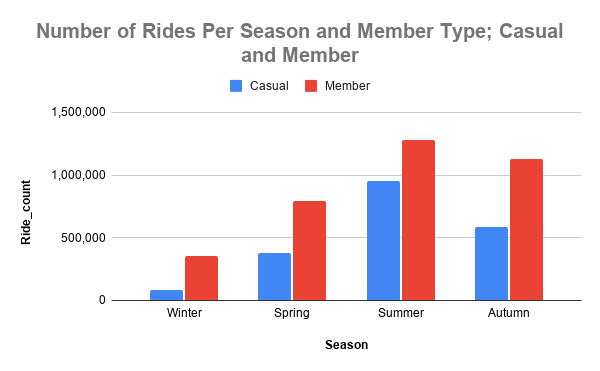 Number of Rides Per Season and Member Type; Casual
and Member
Casual Member
1,500,000
1,000,000
500,000
0
Ride_count
Winter Spring Summer Autumn
Season